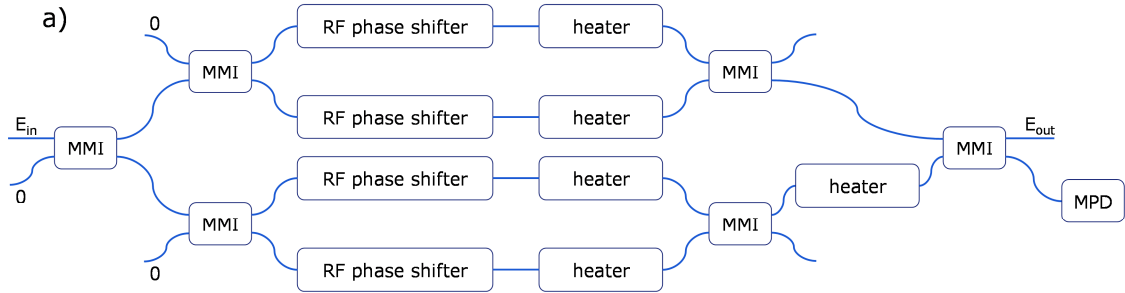 a)
0
RF phase shifter
heater
MMI
MMI
RF phase shifter
heater
E_in
MMI
E_out
MMI
0
RF phase shifter
heater
heater
MPD
MMI
MMI
0
RF phase shifter
heater